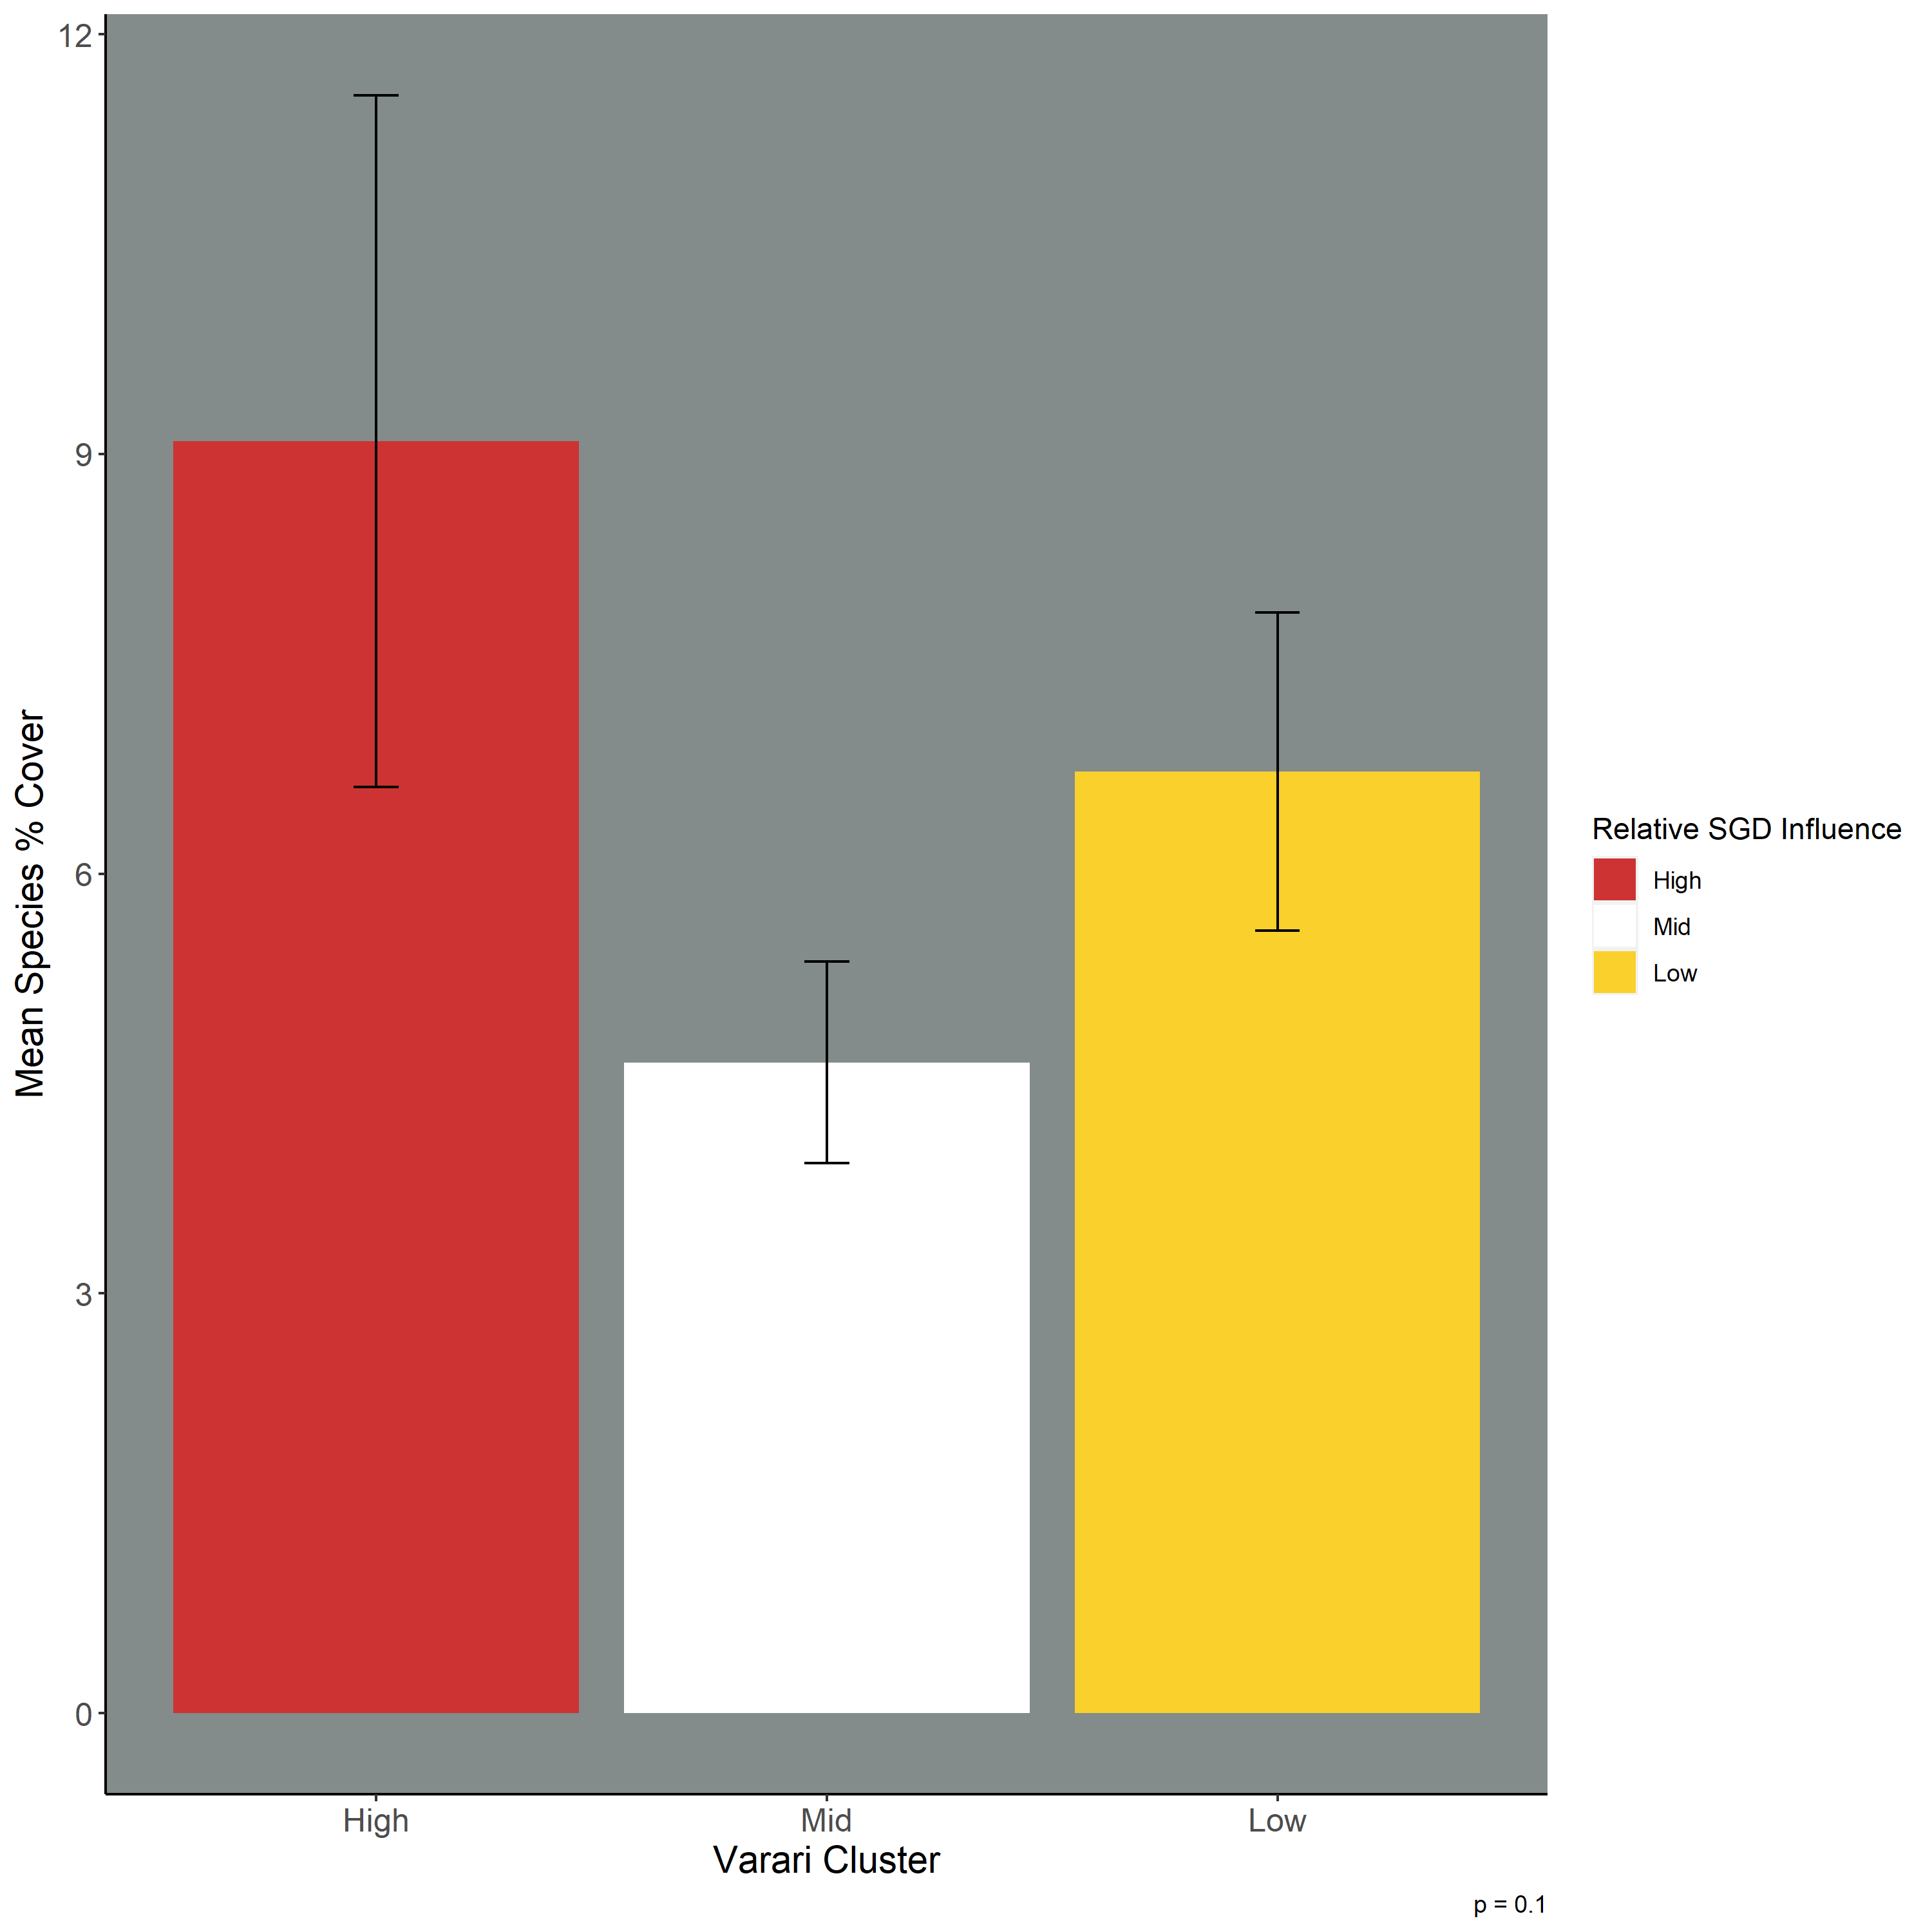 12
9
6
3
0
Mean Species % Cover
High
Mid
Low
Varari Cluster
p = 0.1
Relative SGD Influence
High
Mid
Low